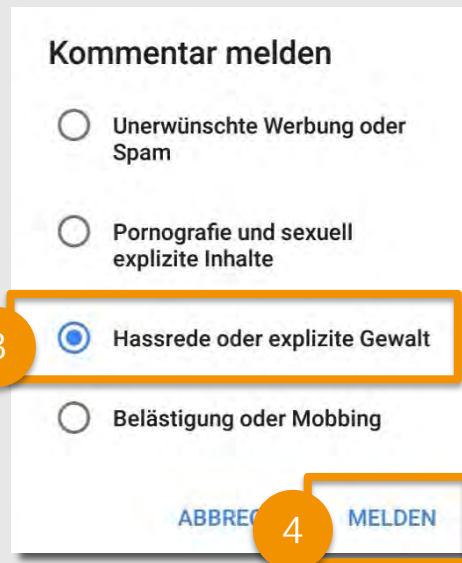 Kommentar melden
Unerwünschte Werbung oder
Spam
Pornografie und sexuell
explizite Inhalte
3 Hassrede oder explizite Gewalt
Belästigung oder Mobbing
ABBREC 4 MELDEN